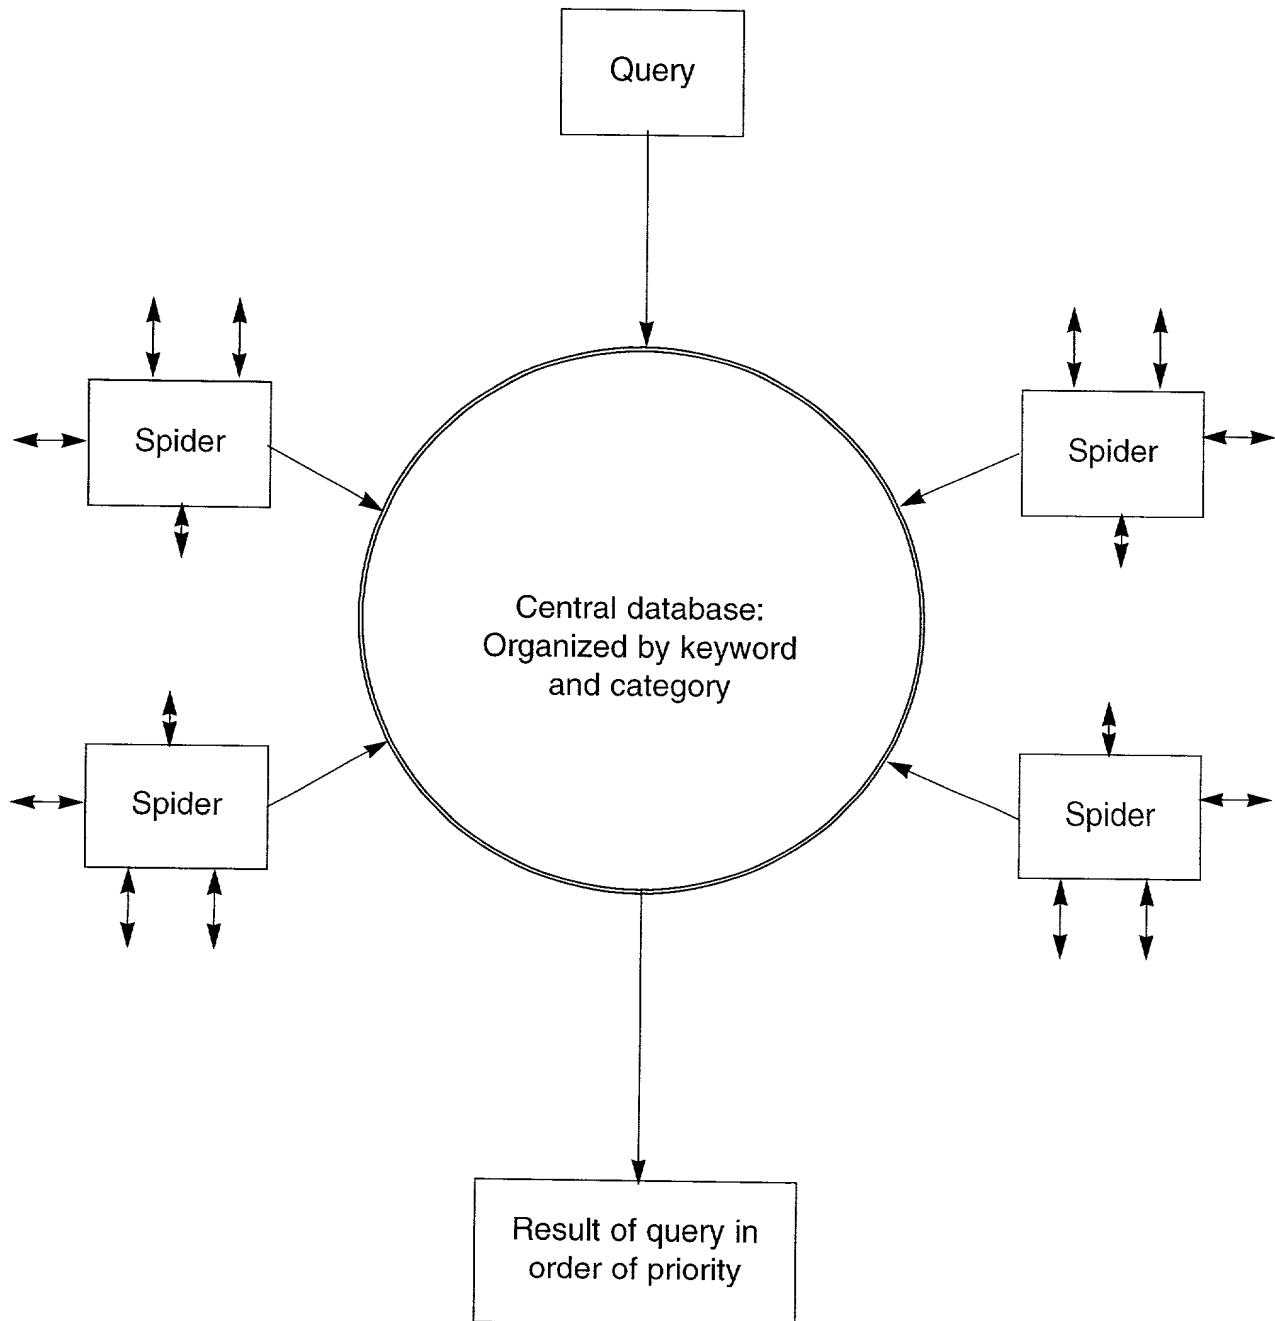 Query
Spider
Spider
Central database:
Organized by keyword
and category
Spider
Spider
Result of query in
order of priority